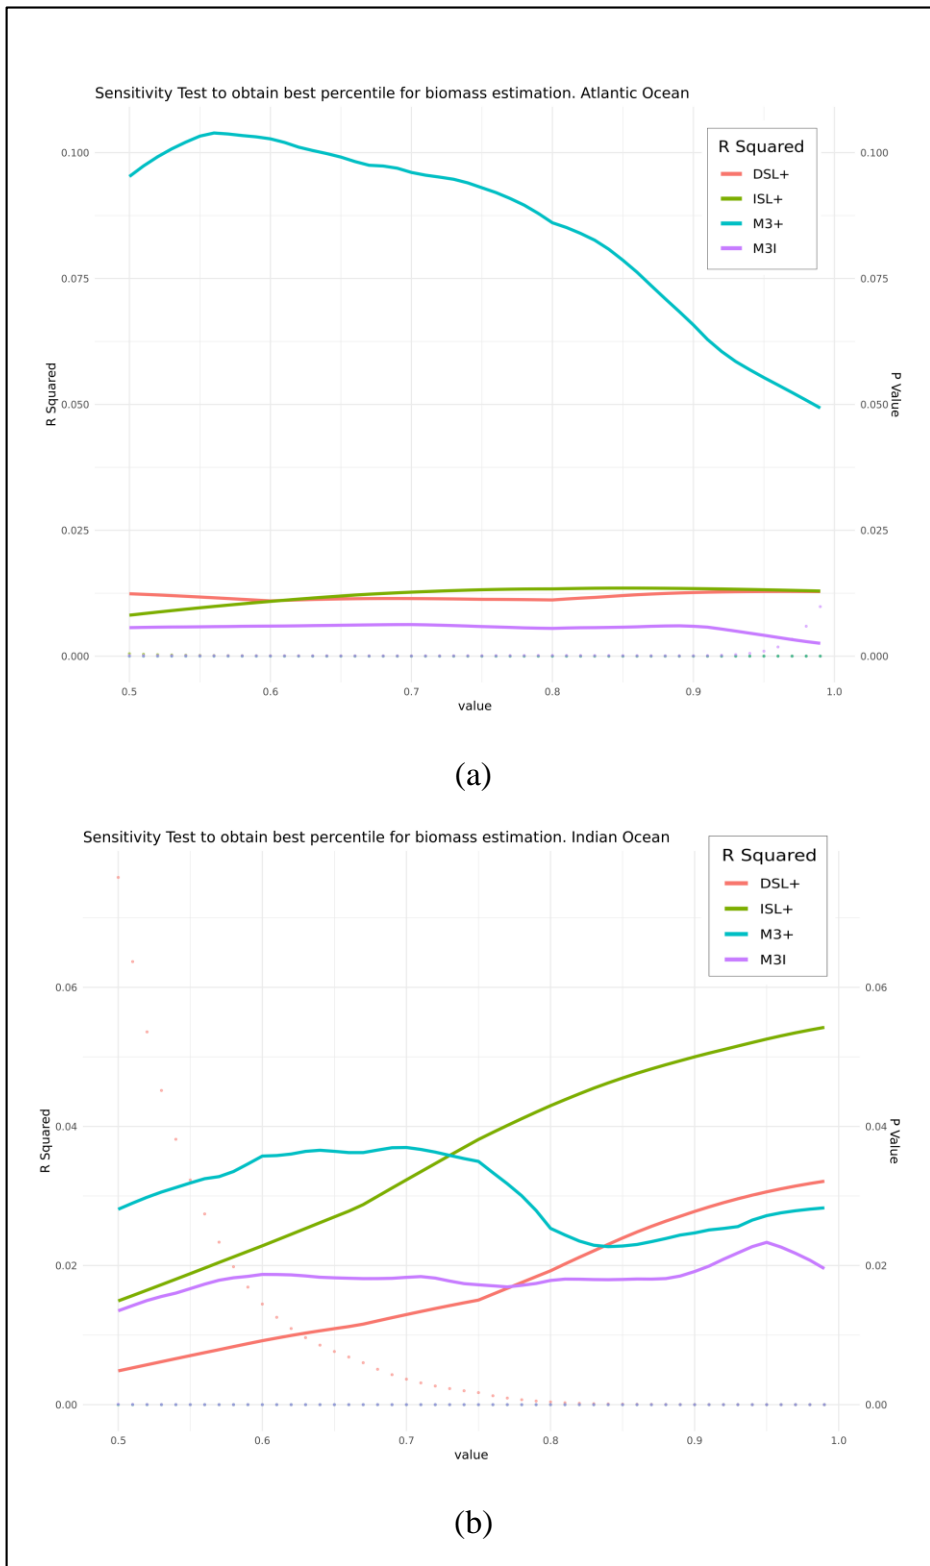 Sensitivity Test to obtain best percentile for biomass estimation. Atlantic Ocean
R Squared
DSL+
ISL+
M3+
M3I
0.100
0.075
0.050
0.025
0.000
R Squared
0.100
0.075
0.050
0.025
0.000
P Value
0.5 0.6 0.7 0.8 0.9 1.0
value
(a)
Sensitivity Test to obtain best percentile for biomass estimation. Indian Ocean
R Squared
DSL+
ISL+
M3+
M3I
0.06
0.04
0.02
0.00
R Squared
0.06
0.04
0.02
0.00
P Value
0.5 0.6 0.7 0.8 0.9 1.0
value
(b)